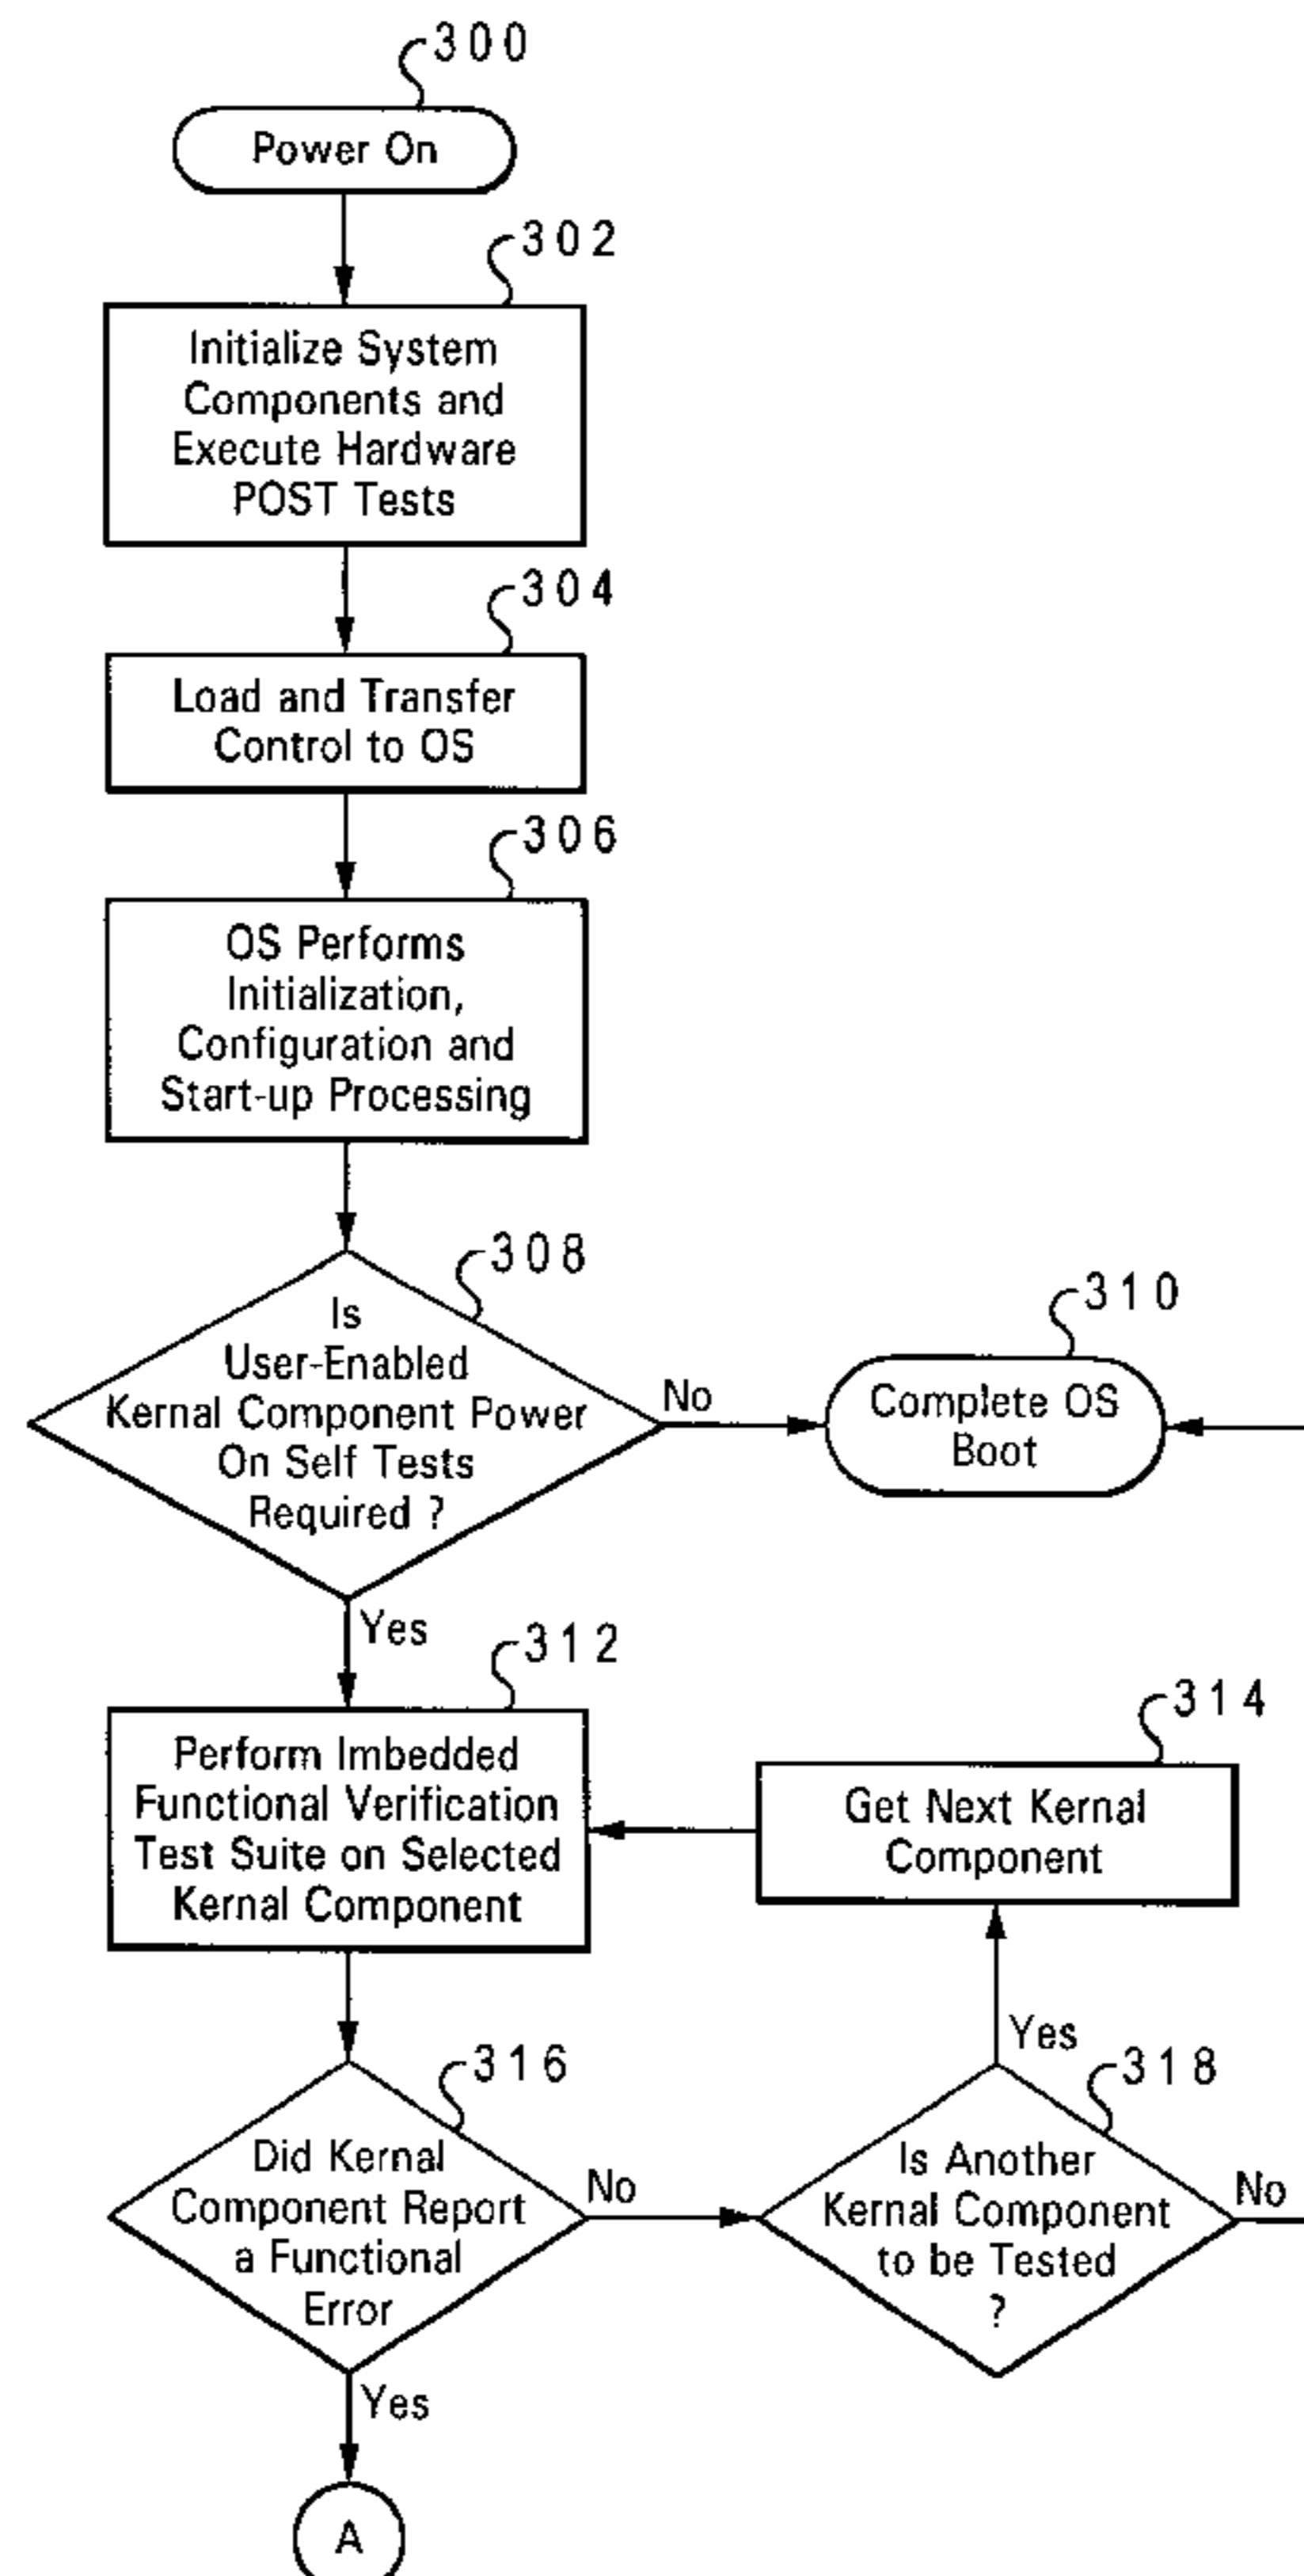 300
Power On
302
Initialize System
Components and
Execute Hardware
POST Tests
304
Load and Transfer
Control to OS
306
OS Performs
Initialization,
Configuration and
Start-up Processing
308
Is
User-Enabled
Kernal Component Power
On Self Tests
Required ?
No
310
Complete OS
Boot
Yes
312
Perform Imbedded
Functional Verification
Test Suite on Selected
Kernal Component
314
Get Next Kernal
Component
Yes
316
Did Kernal
Component Report
a Functional
Error
No
318
Is Another
Kernal Component
to be Tested
?
No
Yes
A